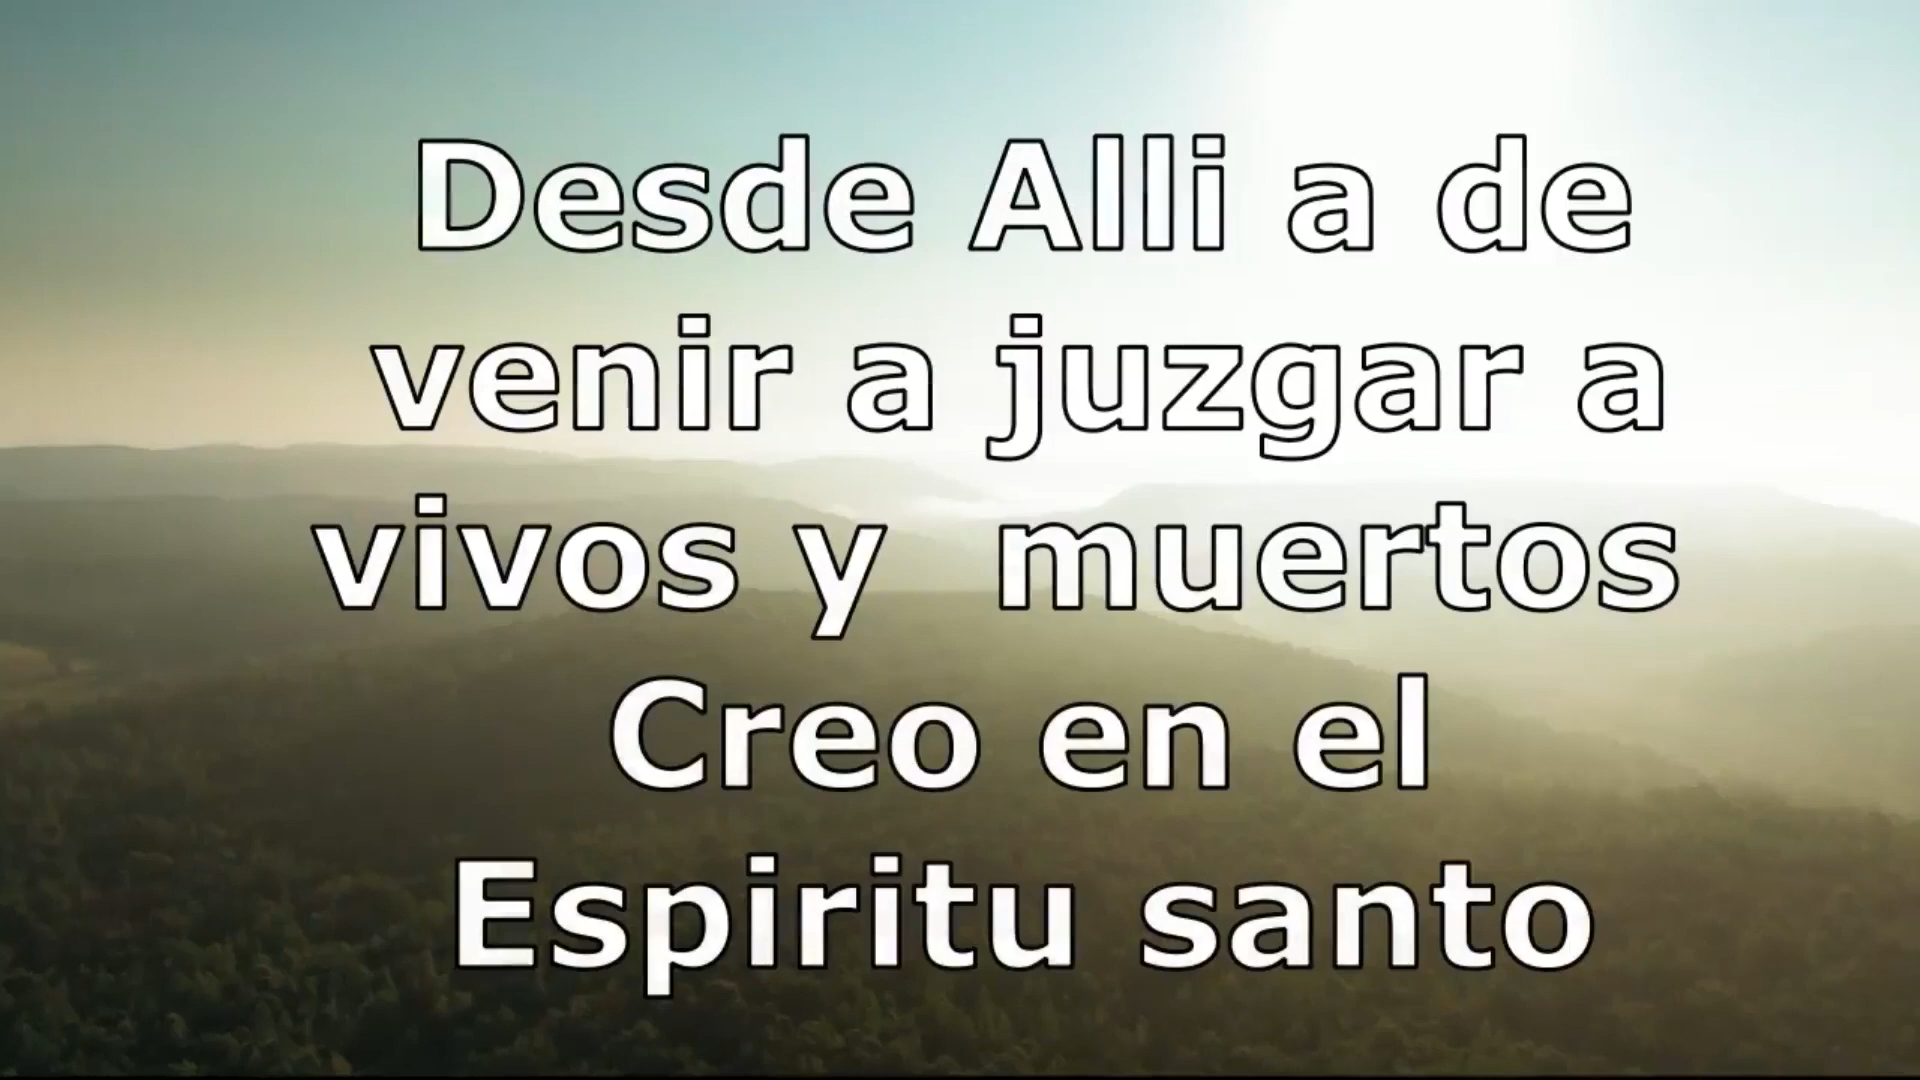 Desde Alli a de
venir a juzgar a
vivos y  muertos
Creo en el
Espiritu santo